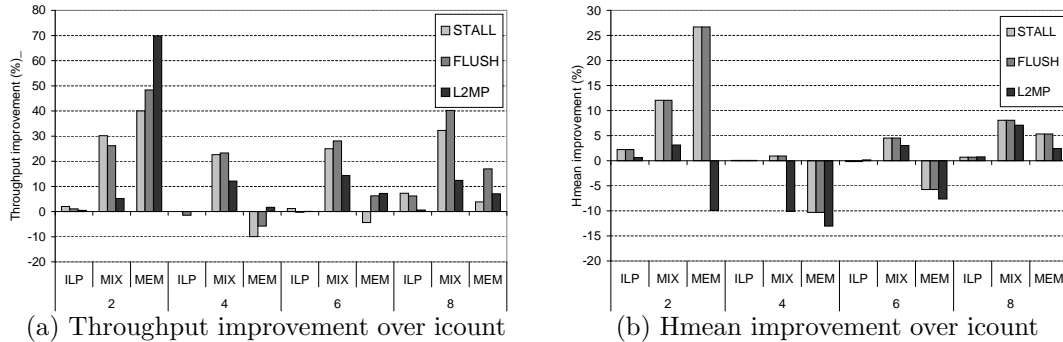 80
70
60
50
40
30
20
10
0
-10
-20
Throughput improvement (%)_
STALL
FLUSH
L2MP
ILP MIX MEM ILP MIX MEM ILP MIX MEM ILP MIX MEM
2 4 6 8
(a) Throughput improvement over icount
30
25
20
15
10
5
0
-5
-10
-15
-20
Hmean improvement (%)
STALL
FLUSH
L2MP
ILP MIX MEM ILP MIX MEM ILP MIX MEM ILP MIX MEM
2 4 6 8
(b) Hmean improvement over icount